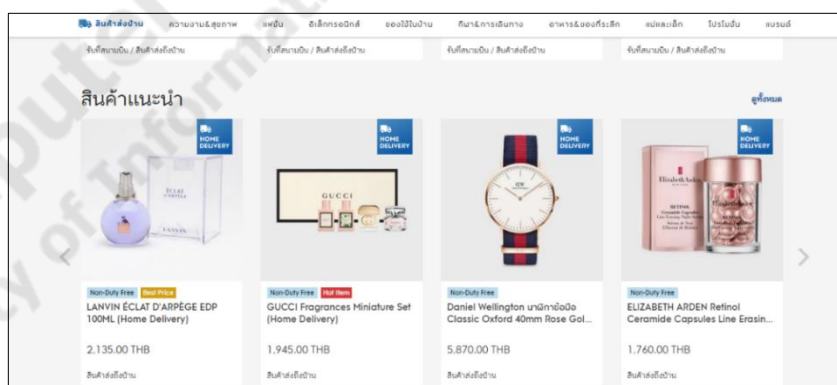 สินค้าส่งบ้าน ความงาม&สุขภาพ แฟชั่น อิเล็กทรอนิกส์ ของใช้ในบ้าน กีฬา&การเดินทาง อาหาร&ของที่ระลึก แม่และเด็ก โปรโมชั่น แบรนด์
รับที่สนามบิน / สินค้าส่งถึงบ้าน รับที่สนามบิน / สินค้าส่งถึงบ้าน รับที่สนามบิน / สินค้าส่งถึงบ้าน รับที่สนามบิน / สินค้าส่งถึงบ้าน
สินค้าแนะนำ ดูทั้งหมด
HOME DELIVERY HOME DELIVERY HOME DELIVERY HOME DELIVERY
ÉCLAT D'ARPÈGE
LANVIN
GUCCI
DW
Elizabeth Arden
RETINOL
Ceramide Capsules
Non-Duty Free Best Price Non-Duty Free Hot Item Non-Duty Free Non-Duty Free
LANVIN ÉCLAT D'ARPÈGE EDP 100ML (Home Delivery)
GUCCI Fragrances Miniature Set (Home Delivery)
Daniel Wellington นาฬิกาข้อมือ Classic Oxford 40mm Rose Gol...
ELIZABETH ARDEN Retinol Ceramide Capsules Line Erasin...
2,135.00 THB 1,945.00 THB 5,870.00 THB 1,760.00 THB
สินค้าส่งถึงบ้าน สินค้าส่งถึงบ้าน สินค้าส่งถึงบ้าน สินค้าส่งถึงบ้าน